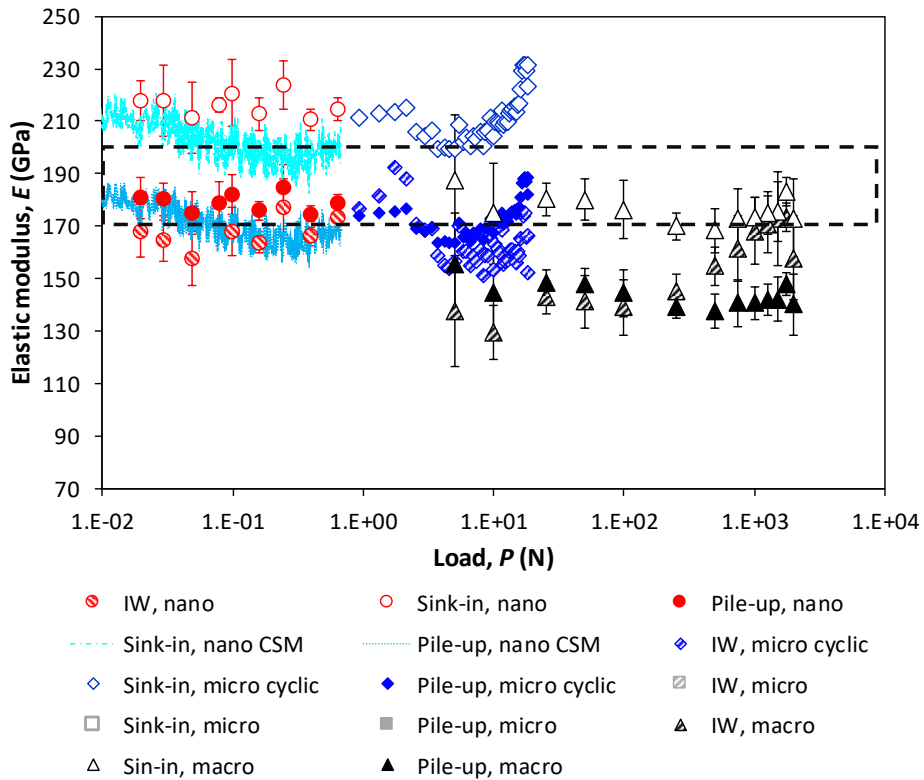 250
230
210
190
170
150
130
110
90
70
Elastic modulus, E (GPa)
1.E-02 1.E-01 1.E+00 1.E+01 1.E+02 1.E+03 1.E+04
Load, P (N)
IW, nano Sink-in, nano Pile-up, nano
Sink-in, nano CSM Pile-up, nano CSM IW, micro cyclic
Sink-in, micro cyclic Pile-up, micro cyclic IW, micro
Sink-in, micro Pile-up, micro IW, macro
Sin-in, macro Pile-up, macro